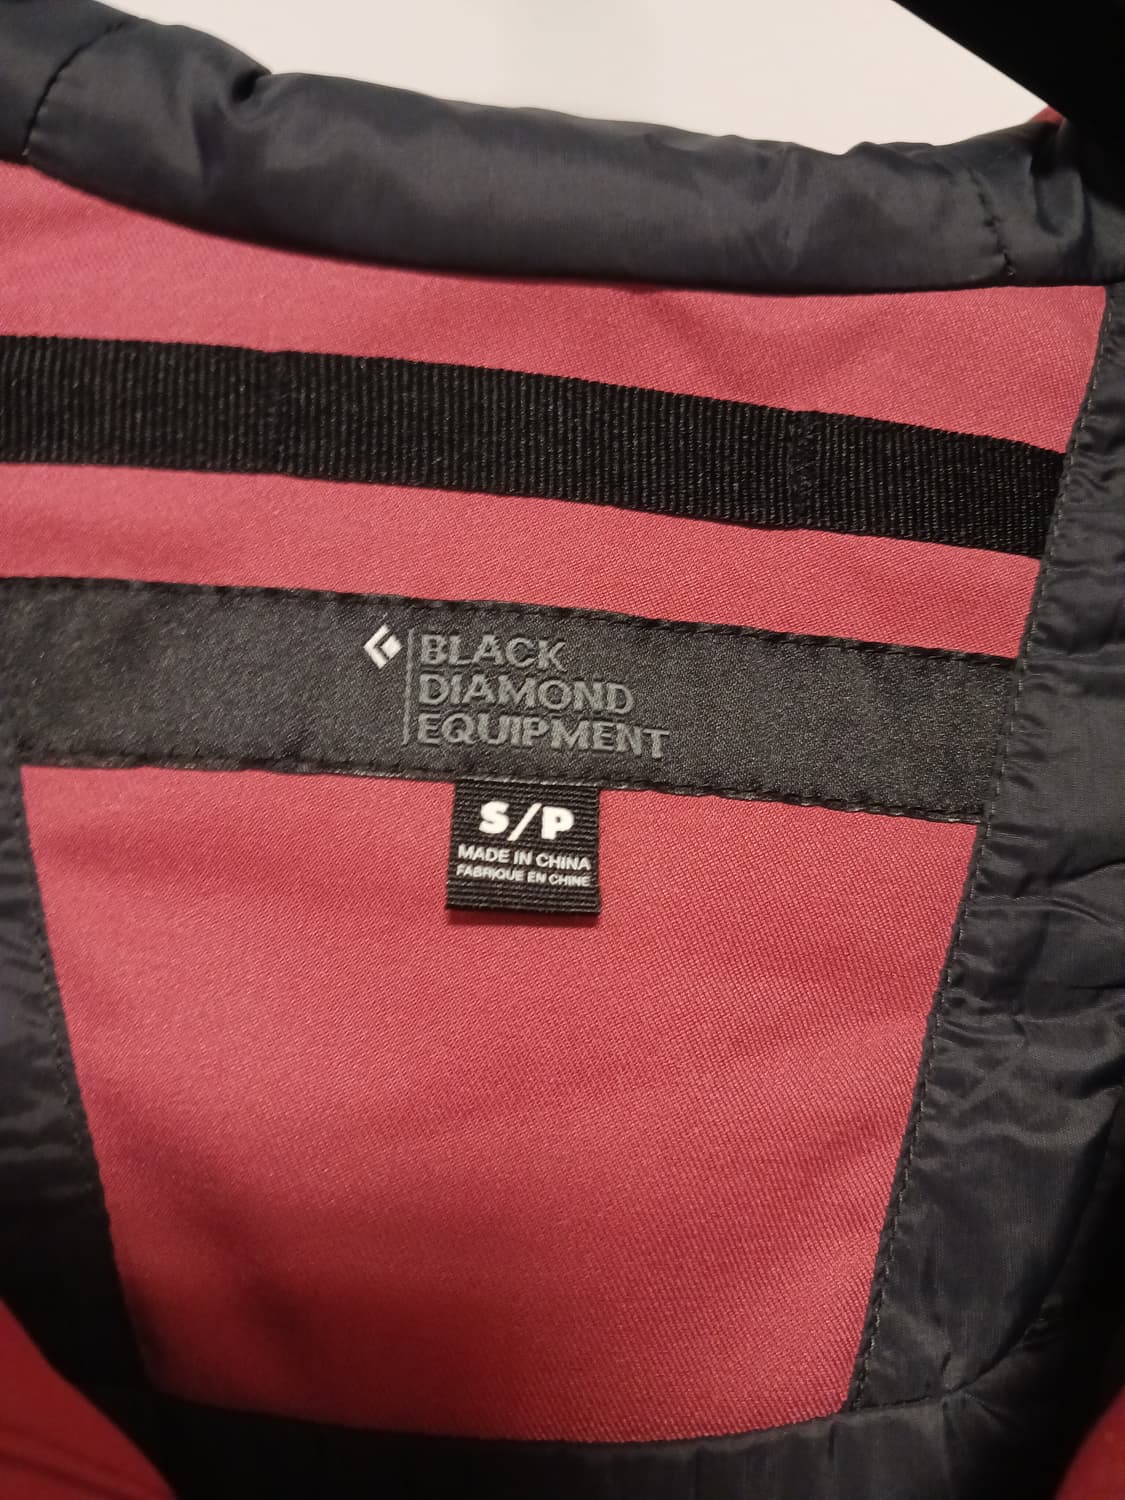 BLACK
DIAMOND
EQUIPMENT
S/P
MADE IN CHINA
FABRIQUE EN CHINE